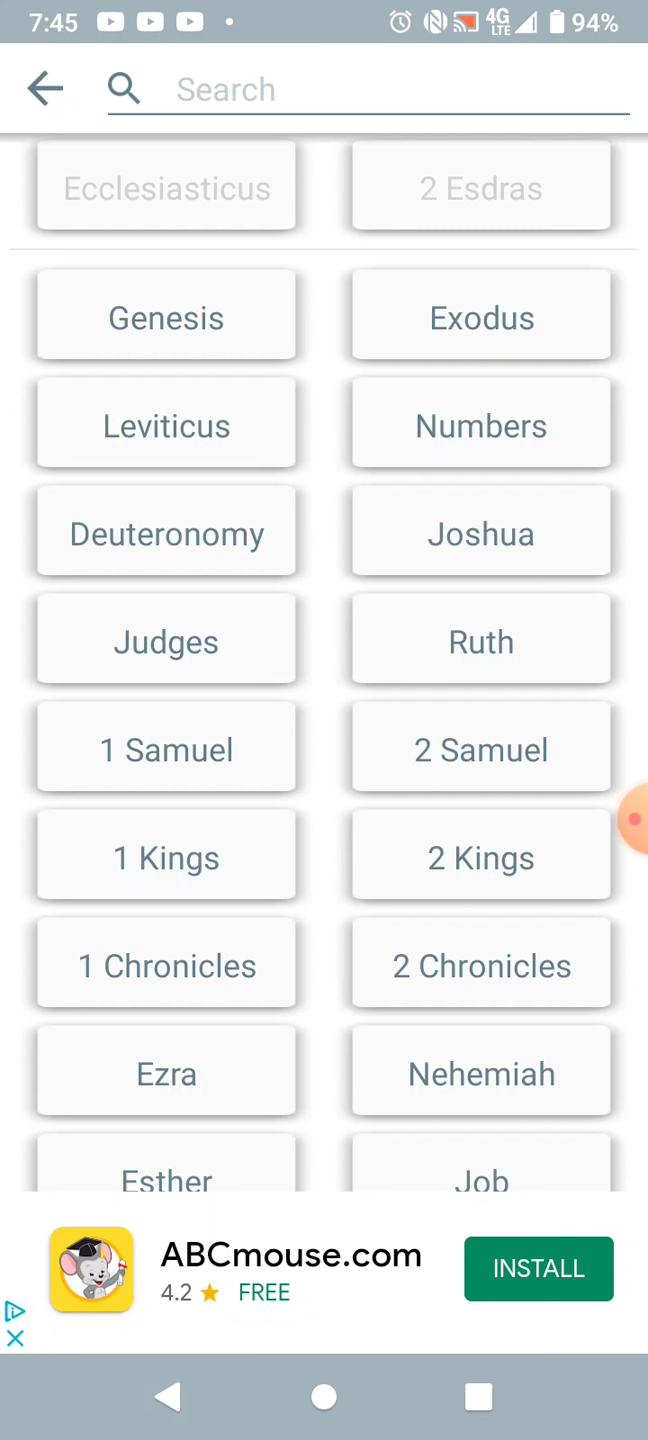 7:45 4G LTE 94%
Search
Ecclesiasticus 2 Esdras
Genesis Exodus
Leviticus Numbers
Deuteronomy Joshua
Judges Ruth
1 Samuel 2 Samuel
1 Kings 2 Kings
1 Chronicles 2 Chronicles
Ezra Nehemiah
Esther Job
ABCmouse.com
4.2 FREE
INSTALL